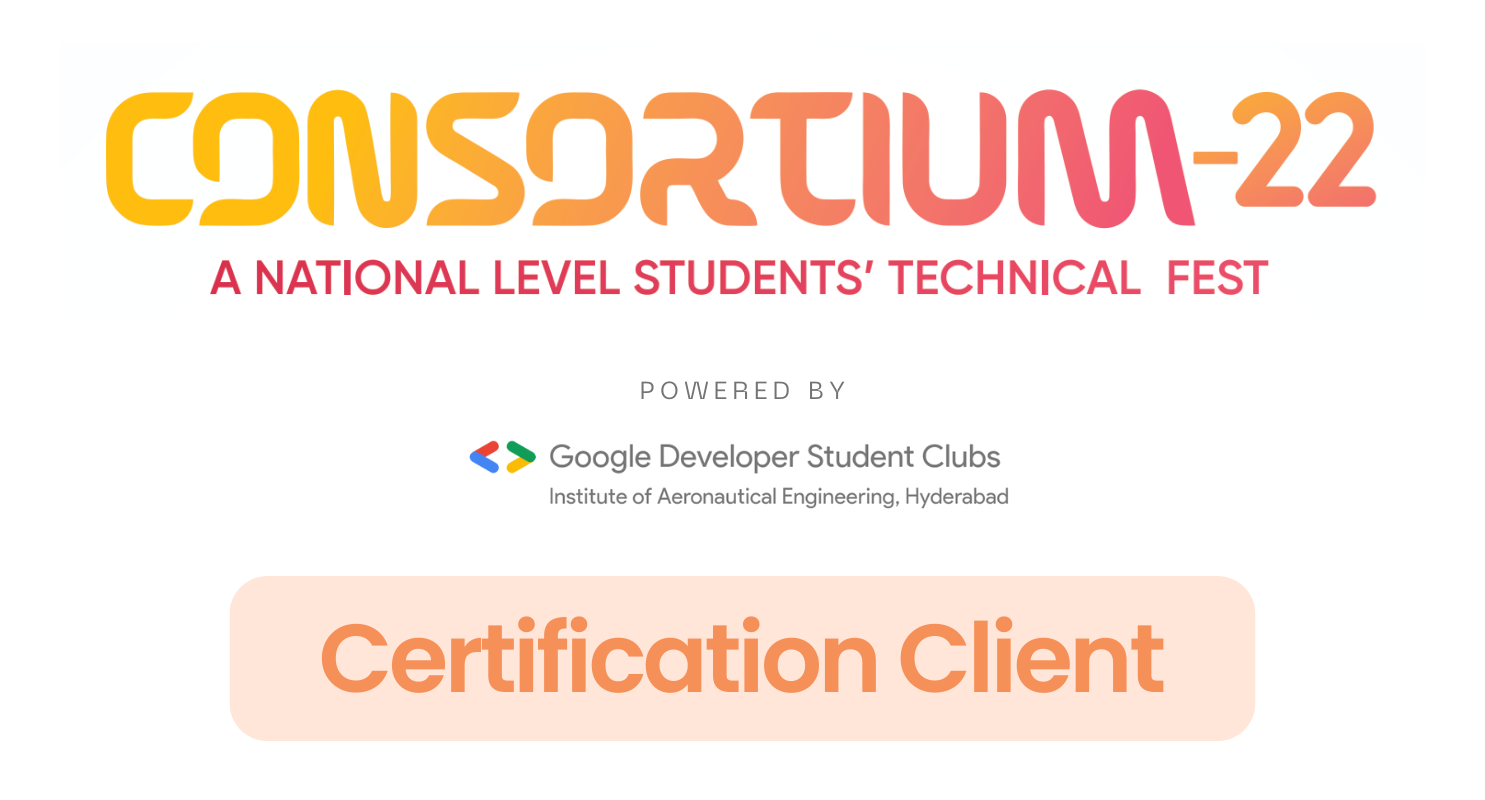 CONSORTIUM-22
A NATIONAL LEVEL STUDENTS' TECHNICAL FEST
POWERED BY
Google Developer Student Clubs
Institute of Aeronautical Engineering, Hyderabad
Certification Client